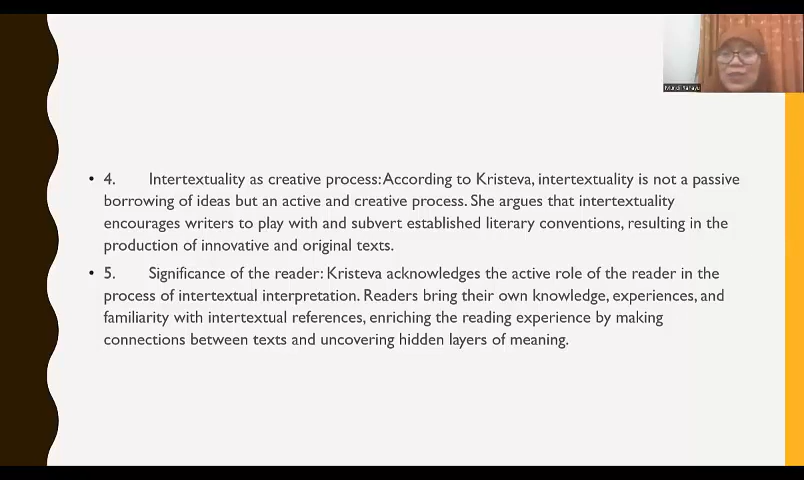 • 4. Intertextuality as creative process: According to Kristeva, intertextuality is not a passive
borrowing of ideas but an active and creative process. She argues that intertextuality
encourages writers to play with and subvert established literary conventions, resulting in the
production of innovative and original texts.
• 5. Significance of the reader: Kristeva acknowledges the active role of the reader in the
process of intertextual interpretation. Readers bring their own knowledge, experiences, and
familiarity with intertextual references, enriching the reading experience by making
connections between texts and uncovering hidden layers of meaning.